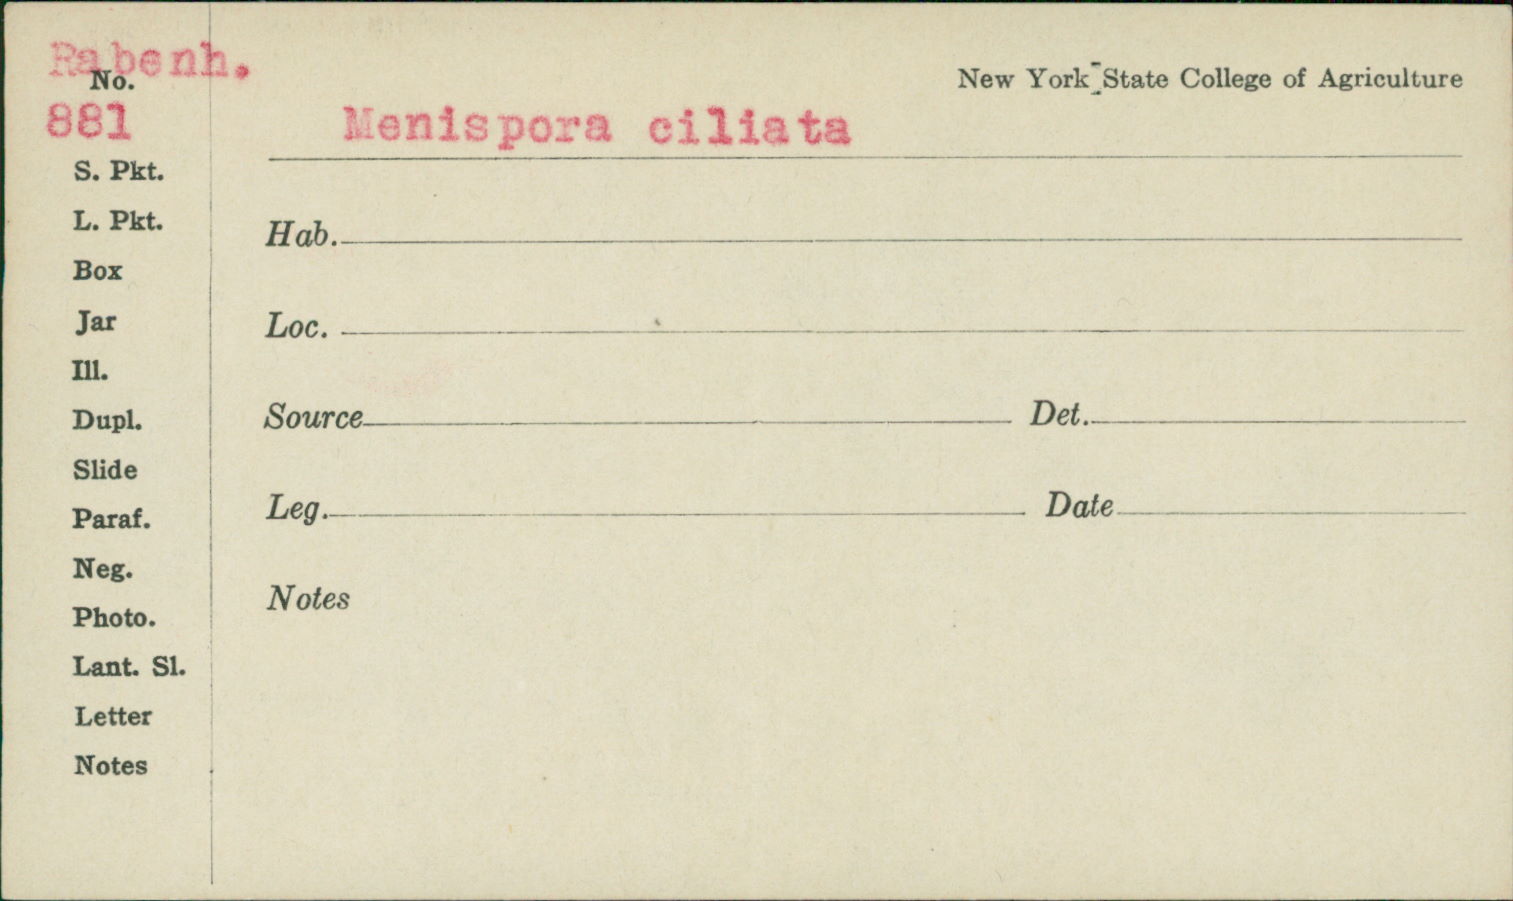 Rabenh.
No.
881
New York State College of Agriculture
Menispora ciliata
S. Pkt.
L. Pkt.
Box
Jar
Ill.
Dupl.
Slide
Paraf.
Neg.
Photo.
Lant. Sl.
Letter
Notes
Hab.
Loc.
Source Det.
Leg. Date
Notes